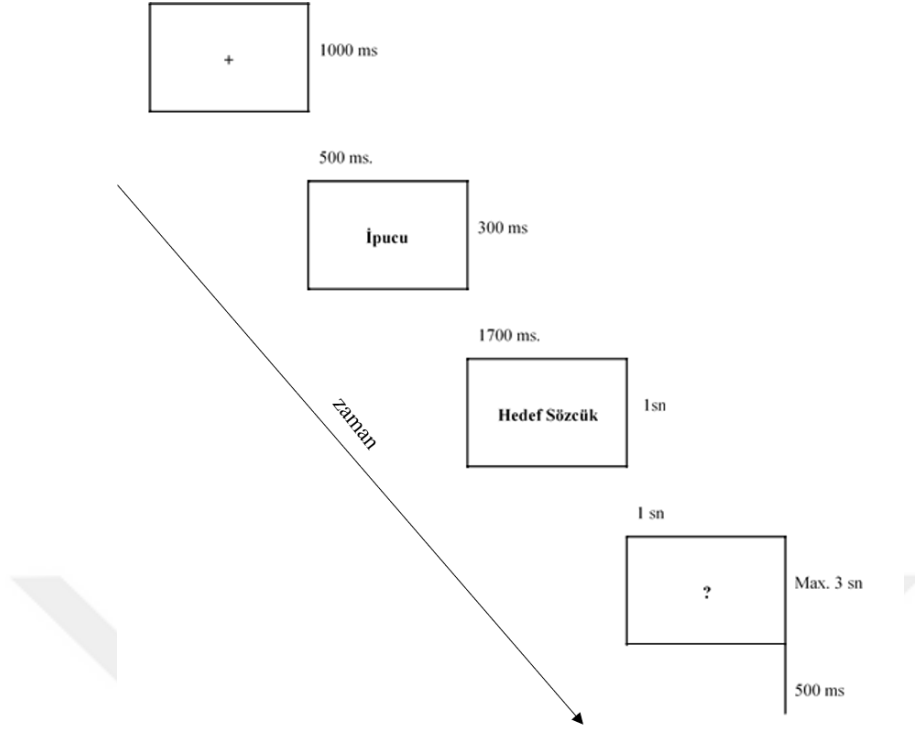 +
1000 ms
500 ms.
İpucu
300 ms
1700 ms.
Hedef Sözcük
1sn
zaman
1 sn
?
Max. 3 sn
500 ms